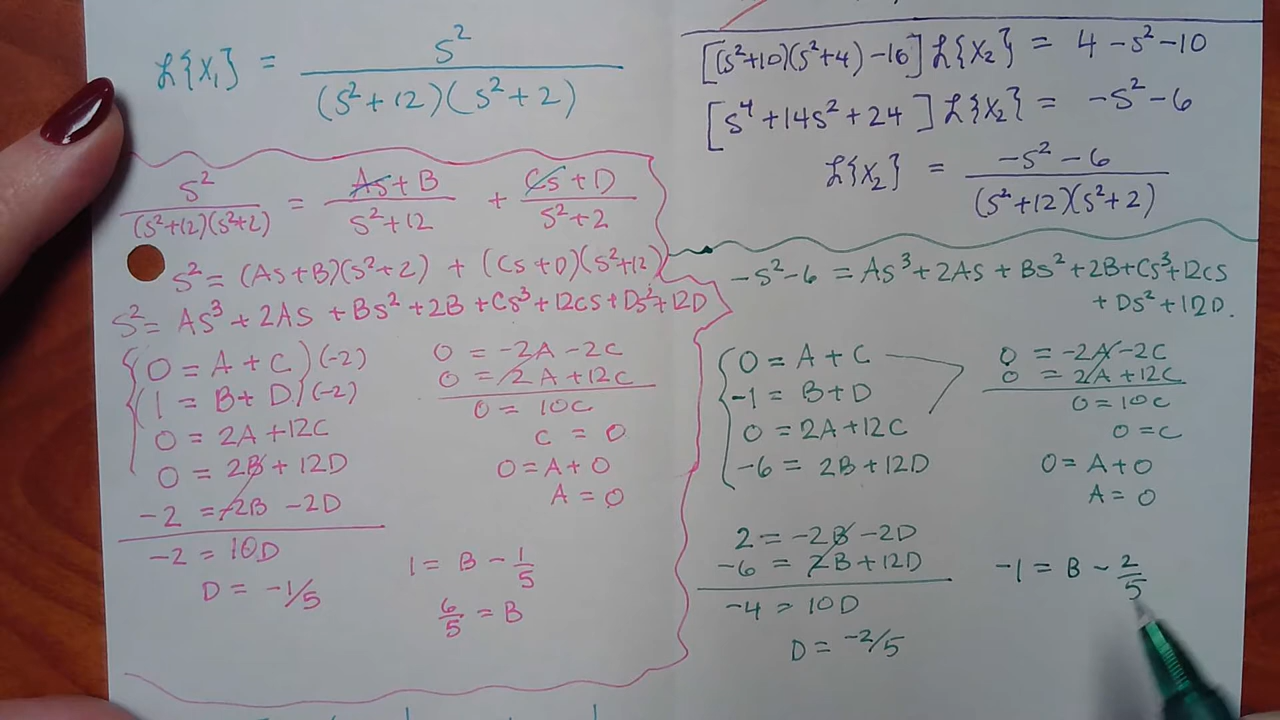 ℒ{x₁} = s² / (s²+12)(s²+2)
s² / (s²+12)(s²+2) = As+B / s²+12 + Cs+D / s²+2
s² = (As+B)(s²+2) + (Cs+D)(s²+12)
s² = As³ + 2As + Bs² + 2B + Cs³ + 12Cs + Ds² + 12D
0 = A + C )(-2)
1 = B + D )(-2)
0 = 2A + 12C
0 = 2B + 12D
-2 = -2B - 2D
-2 = 10D
D = -1/5
0 = -2A - 2C
0 = 2A + 12C
0 = 10C
C = 0
0 = A + 0
A = 0
1 = B - 1/5
6/5 = B
[(s²+10)(s²+4) - 16] ℒ{x₂} = 4 - s² - 10
[s⁴ + 14s² + 24] ℒ{x₂} = -s² - 6
ℒ{x₂} = -s² - 6 / (s²+12)(s²+2)
-s² - 6 = As³ + 2As + Bs² + 2B + Cs³ + 12Cs
+ Ds² + 12D.
0 = A + C
-1 = B + D
0 = 2A + 12C
-6 = 2B + 12D
2 = -2B - 2D
-6 = 2B + 12D
-4 = 10D
D = -2/5
0 = -2A - 2C
0 = 2A + 12C
0 = 10C
0 = C
0 = A + 0
A = 0
-1 = B - 2/5